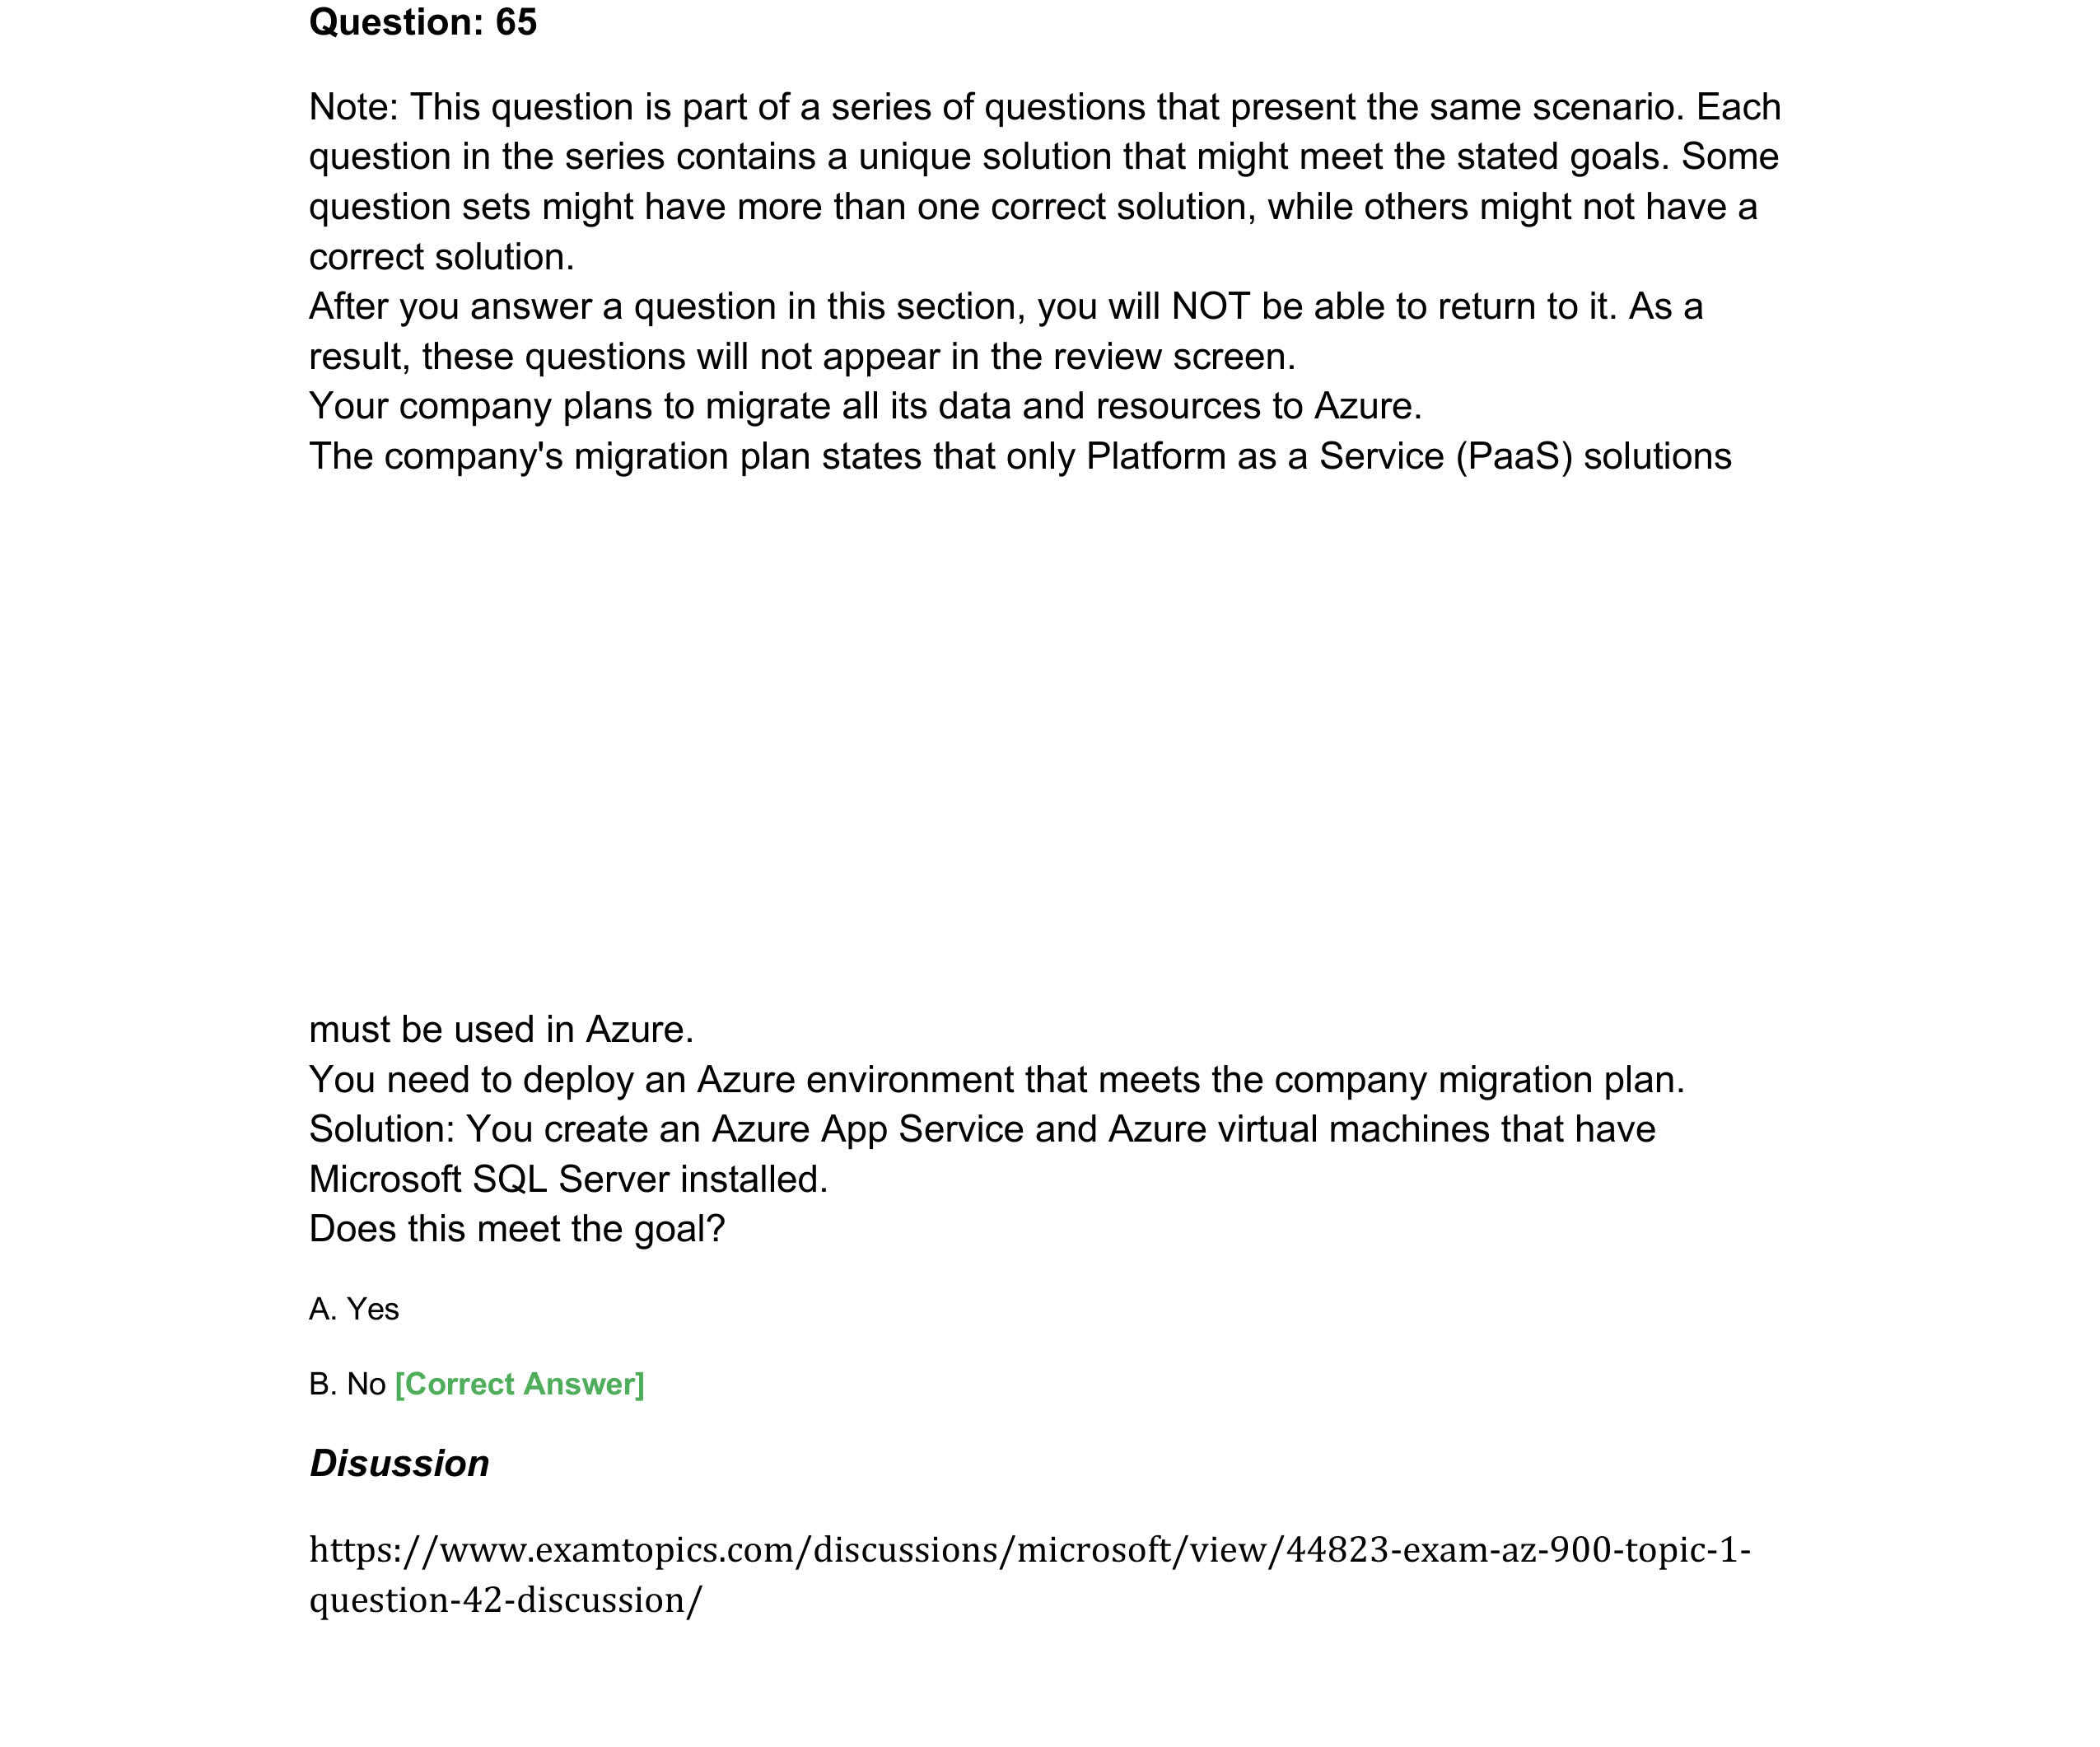 Question: 65
Note: This question is part of a series of questions that present the same scenario. Each
question in the series contains a unique solution that might meet the stated goals. Some
question sets might have more than one correct solution, while others might not have a
correct solution.
After you answer a question in this section, you will NOT be able to return to it. As a
result, these questions will not appear in the review screen.
Your company plans to migrate all its data and resources to Azure.
The company's migration plan states that only Platform as a Service (PaaS) solutions
must be used in Azure.
You need to deploy an Azure environment that meets the company migration plan.
Solution: You create an Azure App Service and Azure virtual machines that have
Microsoft SQL Server installed.
Does this meet the goal?
A. Yes
B. No [Correct Answer]
Disussion
https://www.examtopics.com/discussions/microsoft/view/44823-exam-az-900-topic-1-
question-42-discussion/